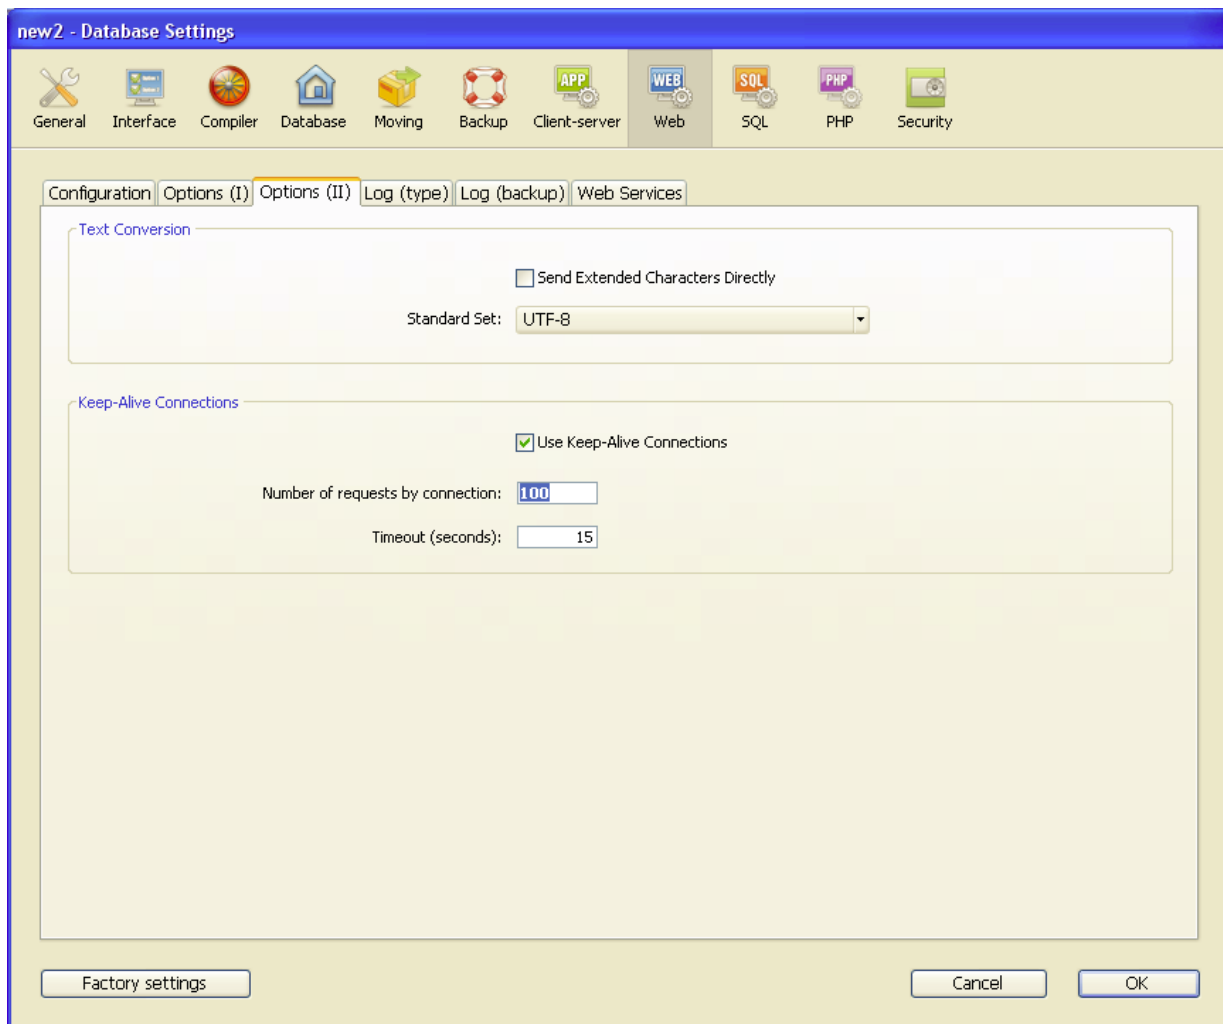 new2 - Database Settings
General Interface Compiler Database Moving Backup Client-server Web SQL PHP Security
APP WEB SQL PHP
Configuration Options (I) Options (II) Log (type) Log (backup) Web Services
Text Conversion
Send Extended Characters Directly
Standard Set: UTF-8
Keep-Alive Connections
Use Keep-Alive Connections
Number of requests by connection: 100
Timeout (seconds): 15
Factory settings Cancel OK